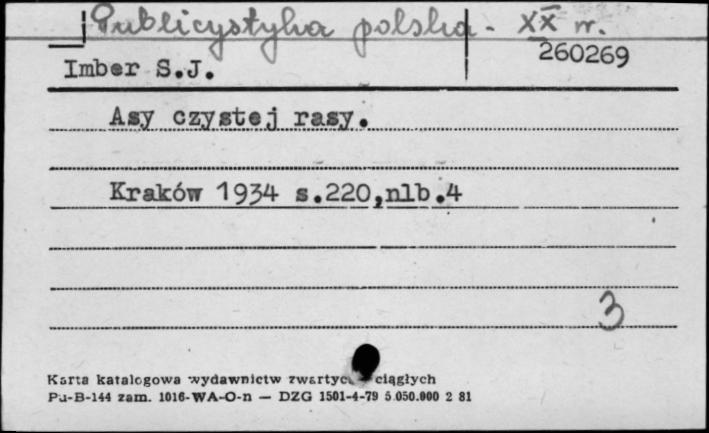 Publicystyka polska - XX w.
260269
Imber S.J.
Asy czystej rasy.
Kraków 1934 s.220,nlb.4
3
Karta katalogowa wydawnictw zwartyc ciągłych
Pu-B-144 zam. 1016-WA-O-n — DZG 1501-4-79 5.050.000 2 81